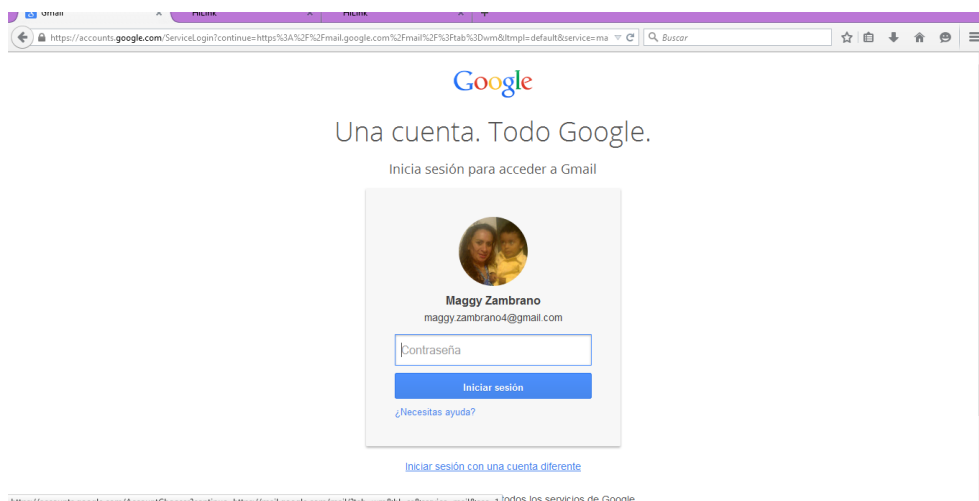 Gmail
HiLink
HiLink
https://accounts.google.com/ServiceLogin?continue=https%3A%2F%2Fmail.google.com%2Fmail%2F%3Ftab%3Dwm&ltmpl=default&service=ma
Buscar
Google
Una cuenta. Todo Google.
Inicia sesión para acceder a Gmail
Maggy Zambrano
maggy.zambrano4@gmail.com
Contraseña
Iniciar sesión
¿Necesitas ayuda?
Iniciar sesión con una cuenta diferente
todos los servicios de Google